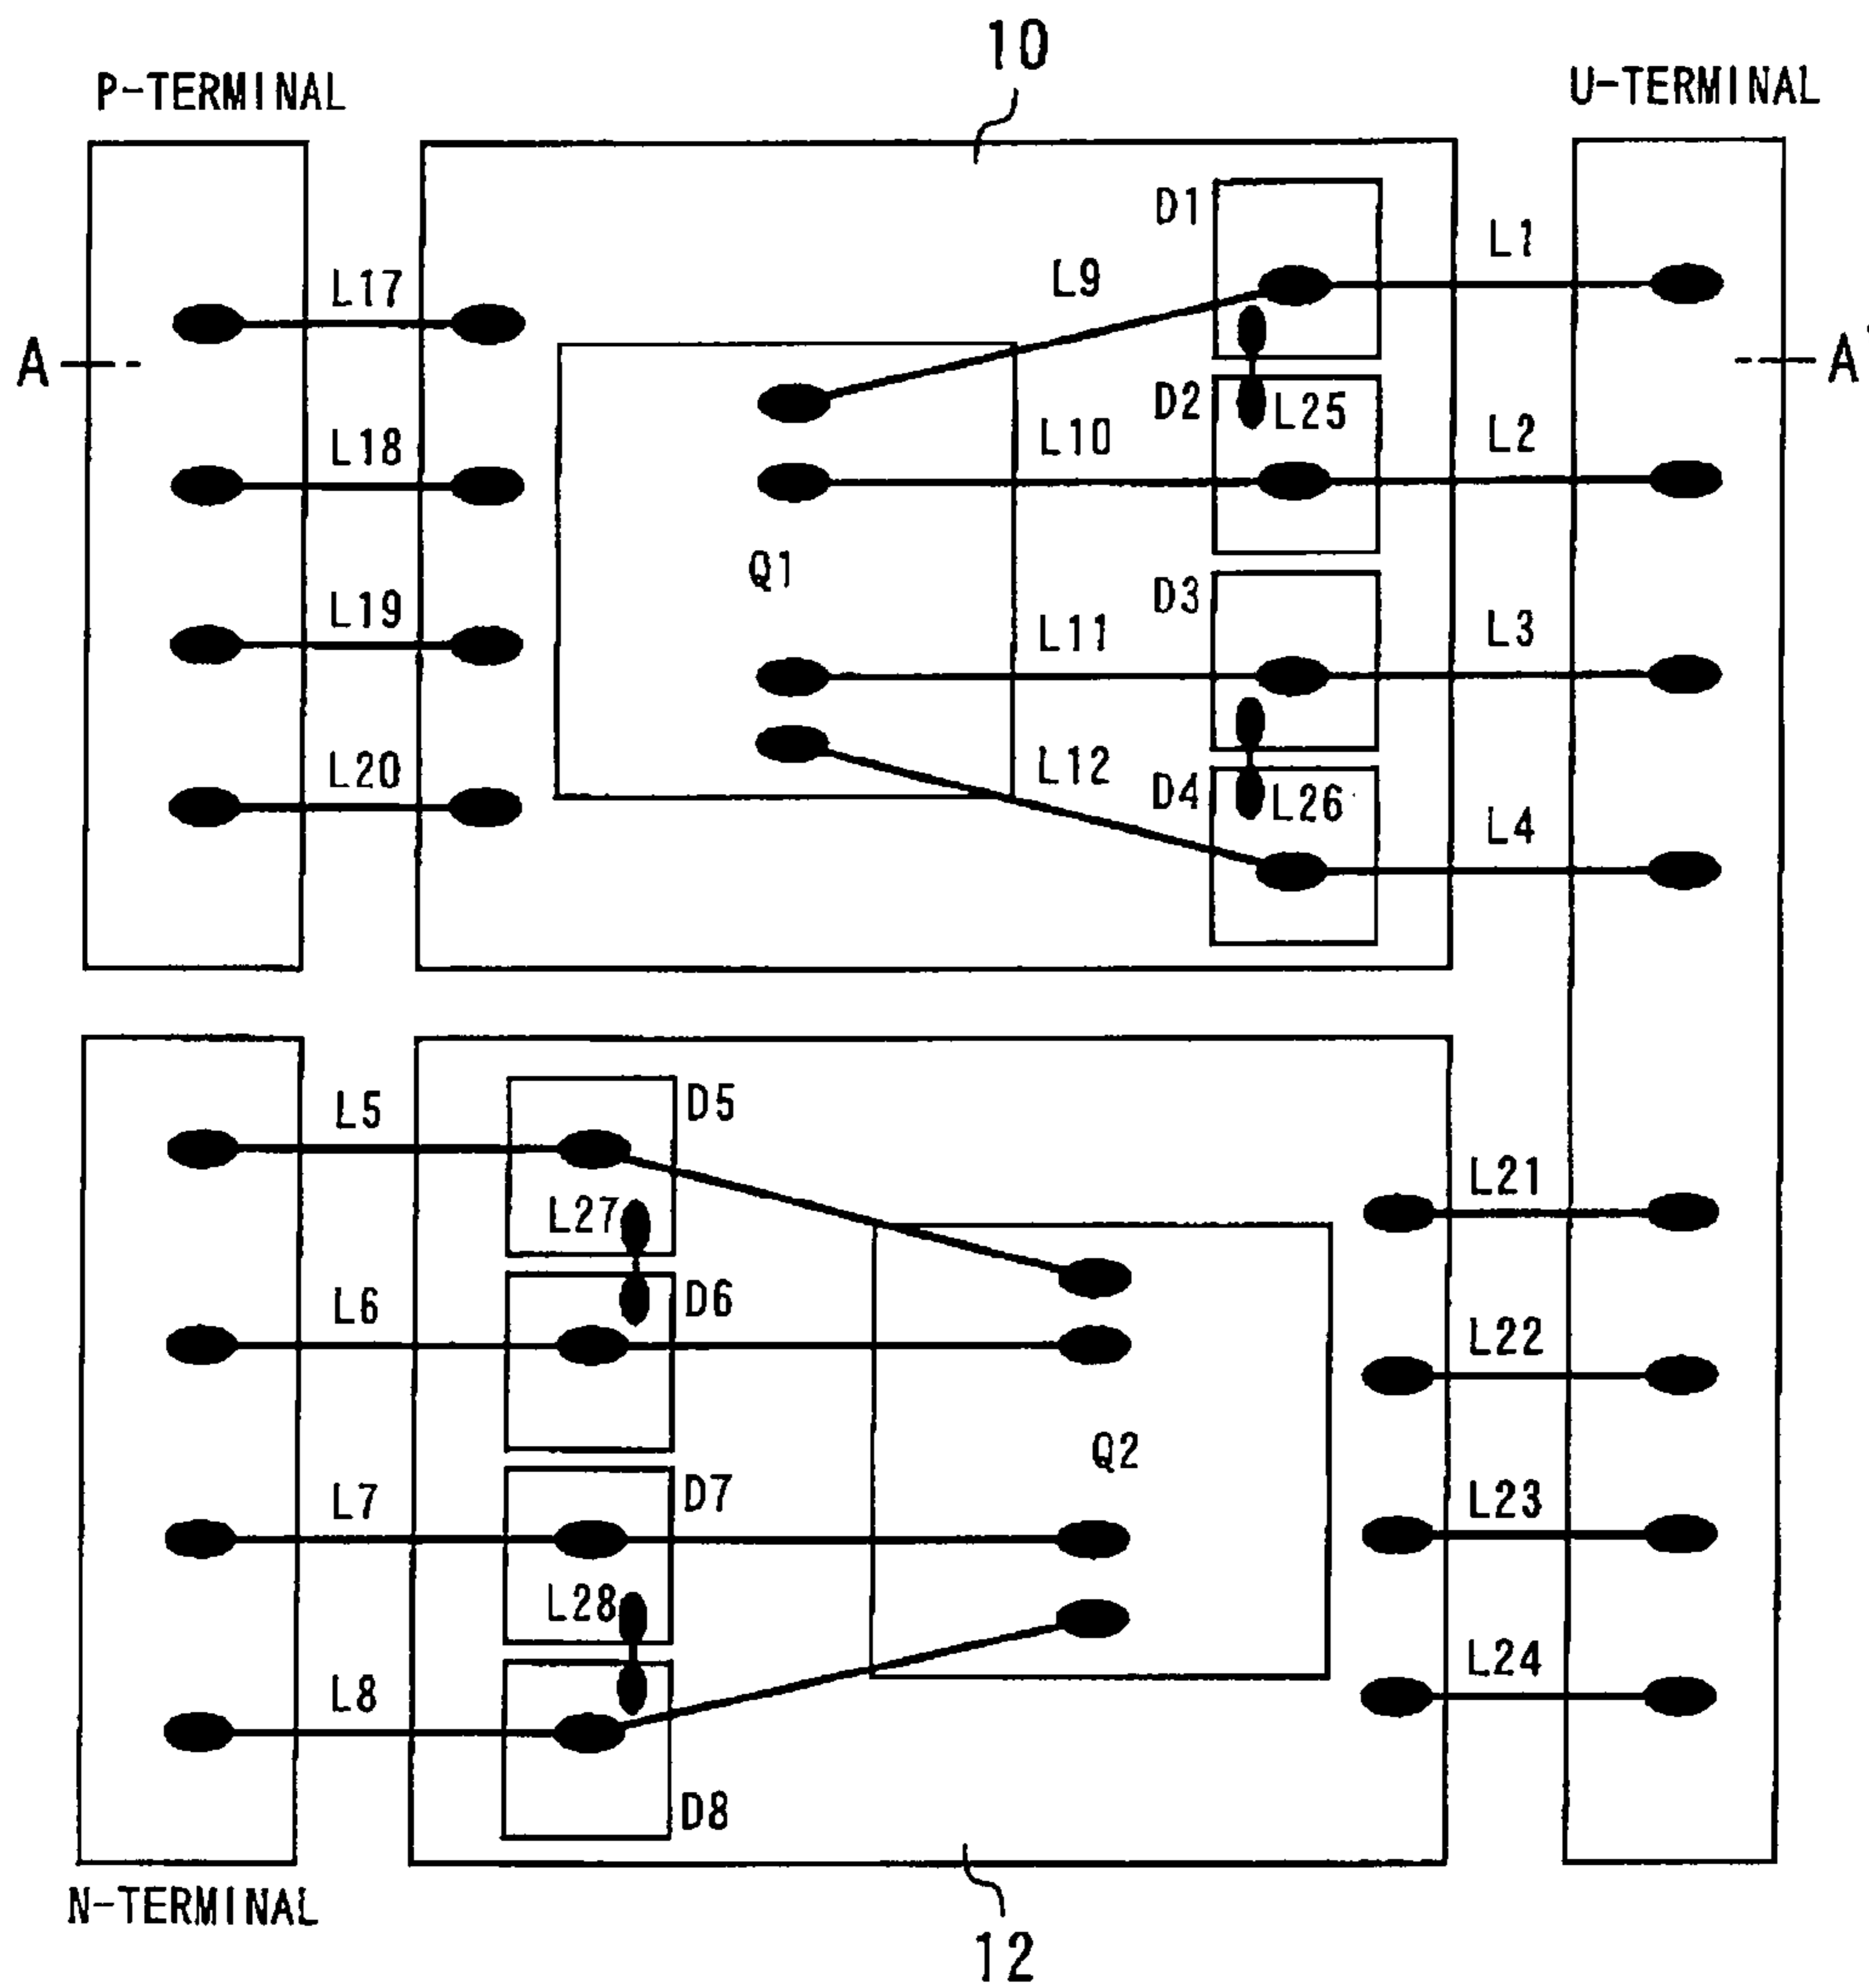 10
P-TERMINAL
U-TERMINAL
D1
L1
L9
L17
A
A'
D2
L25
L10
L2
L18
Q1
D3
L19
L11
L3
L12
L20
D4
L26
L4
L5
D5
L27
L21
L6
D6
L22
Q2
L7
D7
L23
L28
L8
L24
D8
N-TERMINAL
12